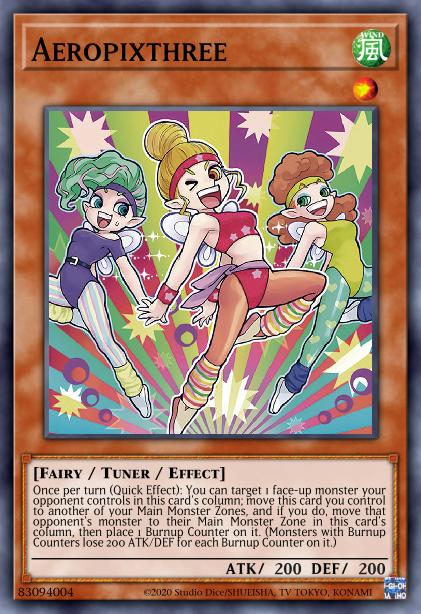 AEROPIXTHREE
WIND
風
[FAIRY / TUNER / EFFECT]
Once per turn (Quick Effect): You can target 1 face-up monster your
opponent controls in this card's column; move this card you control
to another of your Main Monster Zones, and if you do, move that
opponent's monster to their Main Monster Zone in this card's
column, then place 1 Burnup Counter on it. (Monsters with
Burnup Counters lose 200 ATK/DEF for each Burnup Counter on it.)
ATK/ 200 DEF/ 200
83094004 ©2020 Studio Dice/SHUEISHA, TV TOKYO, KONAMI